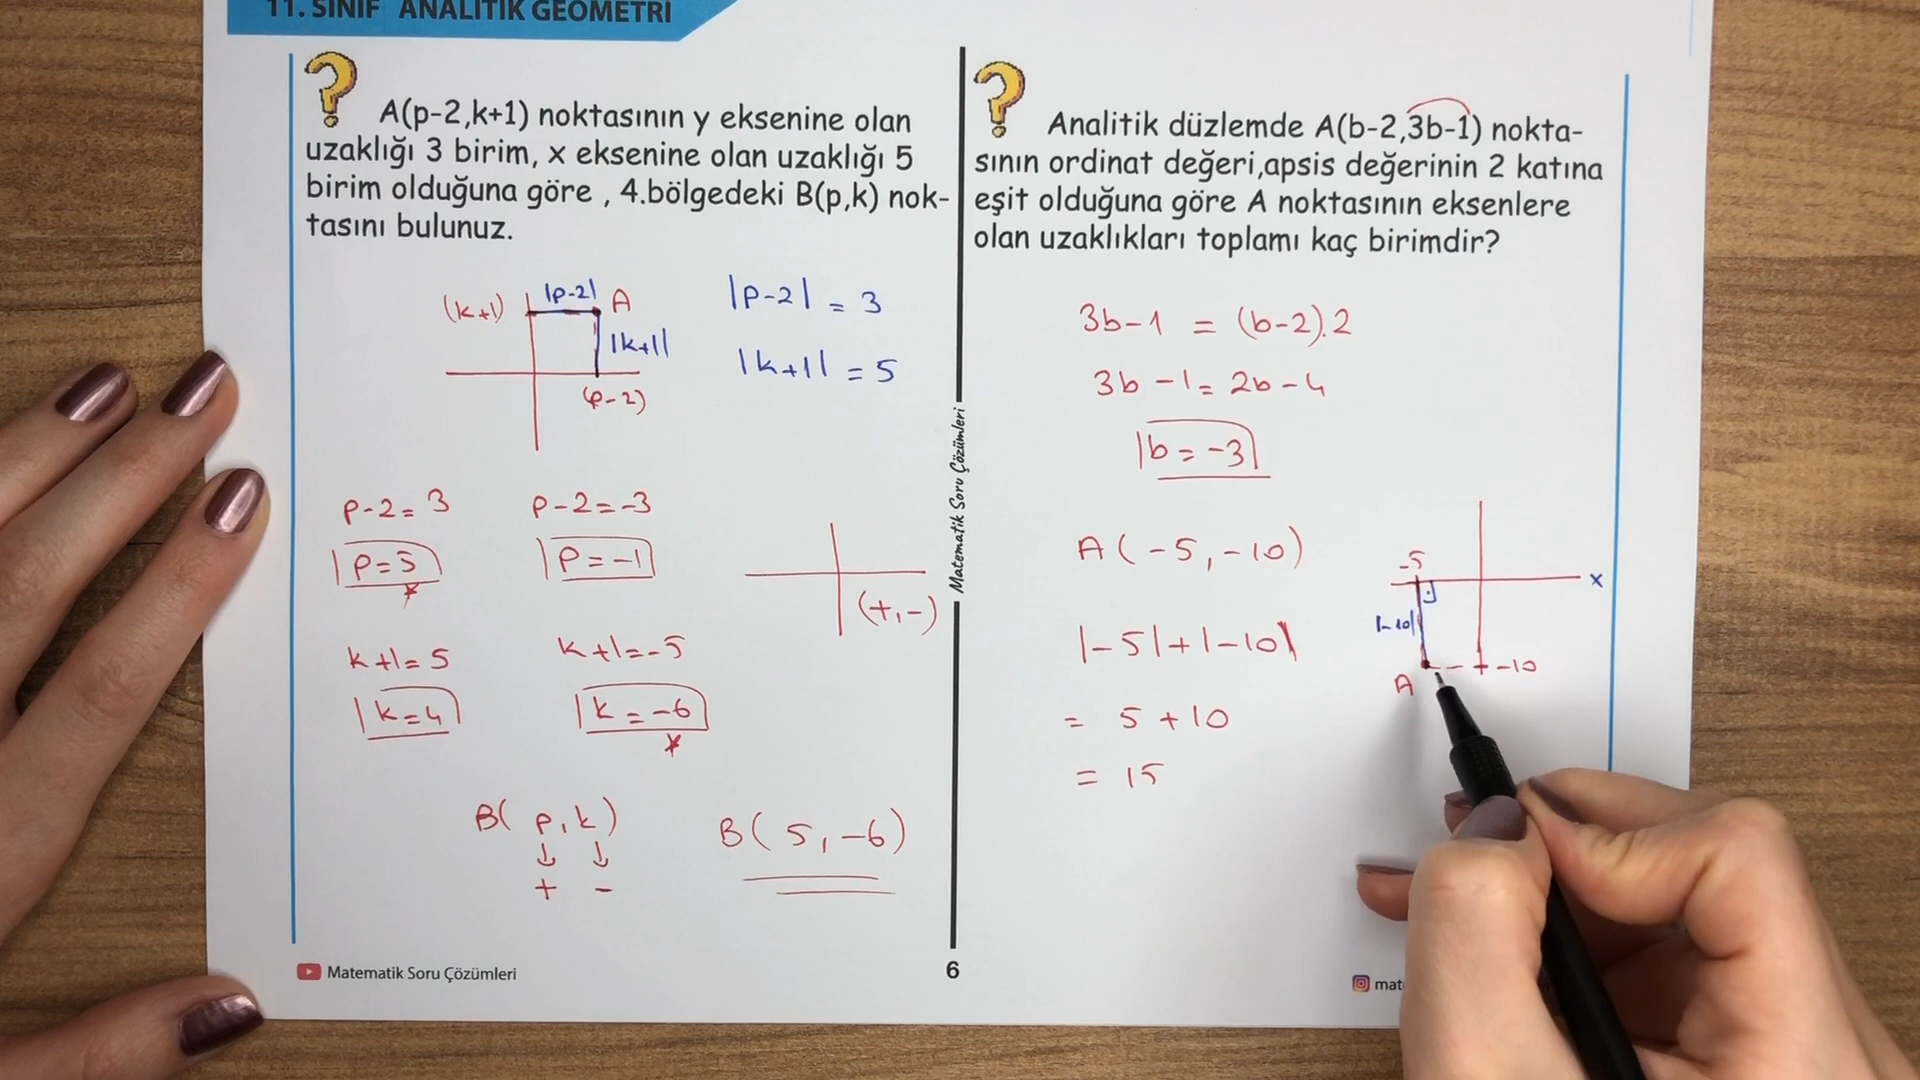 11. SINIF ANALİTİK GEOMETRİ
A(p-2,k+1) noktasının y eksenine olan
uzaklığı 3 birim, x eksenine olan uzaklığı 5
birim olduğuna göre , 4.bölgedeki B(p,k) nok-
tasını bulunuz.
(k+1)
|p-2|
A
|k+1|
(p-2)
|p-2| = 3
|k+1| = 5
p-2= 3
p-2=-3
p=5
p=-1
*
(+,-)
k+1=5
k+1=-5
k=4
k=-6
*
B( p,k)
↓ ↓
+ -
B( 5,-6)
Matematik Soru Çözümleri
Matematik Soru Çözümleri
6
Analitik düzlemde A(b-2,3b-1) nokta-
sının ordinat değeri,apsis değerinin 2 katına
eşit olduğuna göre A noktasının eksenlere
olan uzaklıkları toplamı kaç birimdir?
3b-1 = (b-2).2
3b-1= 2b-4
b=-3
A(-5,-10)
|-5|+|-10|
= 5+10
= 15
-5
x
|-10|
-10
A
mat